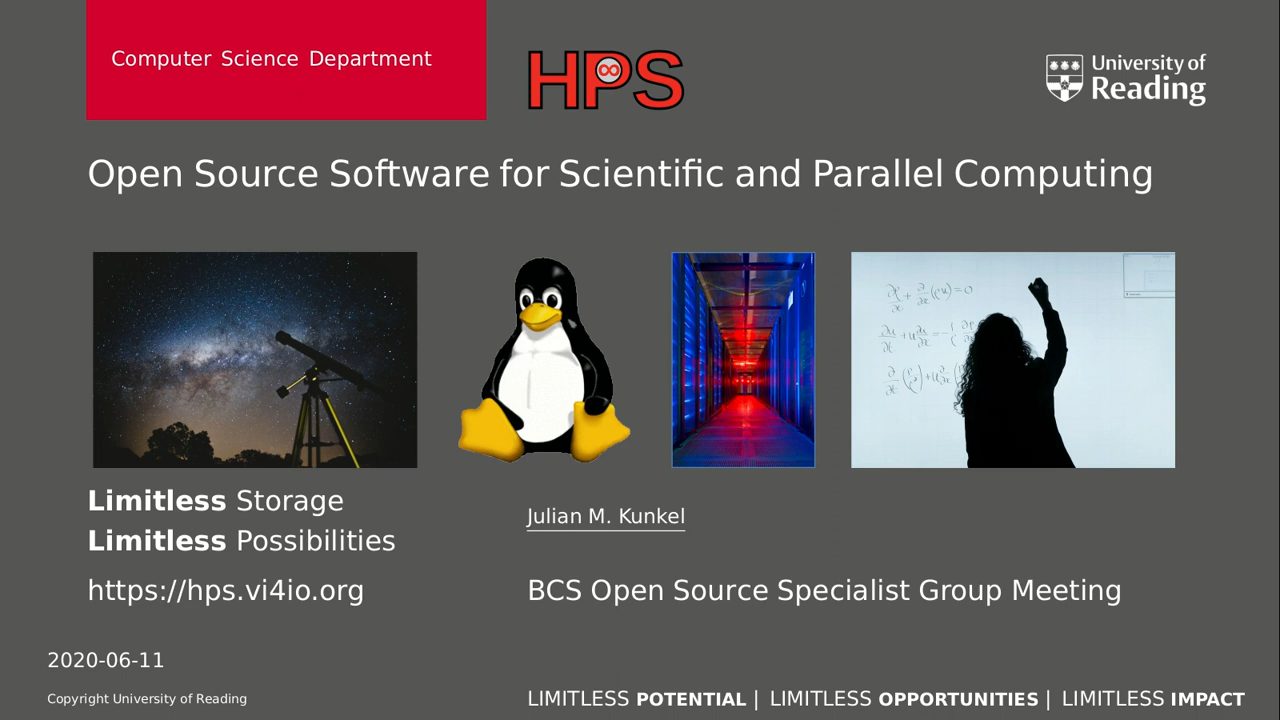 Computer Science Department
HPS
University of
Reading
Open Source Software for Scientific and Parallel Computing
Limitless Storage
Limitless Possibilities
Julian M. Kunkel
https://hps.vi4io.org
BCS Open Source Specialist Group Meeting
2020-06-11
Copyright University of Reading
LIMITLESS POTENTIAL | LIMITLESS OPPORTUNITIES | LIMITLESS IMPACT